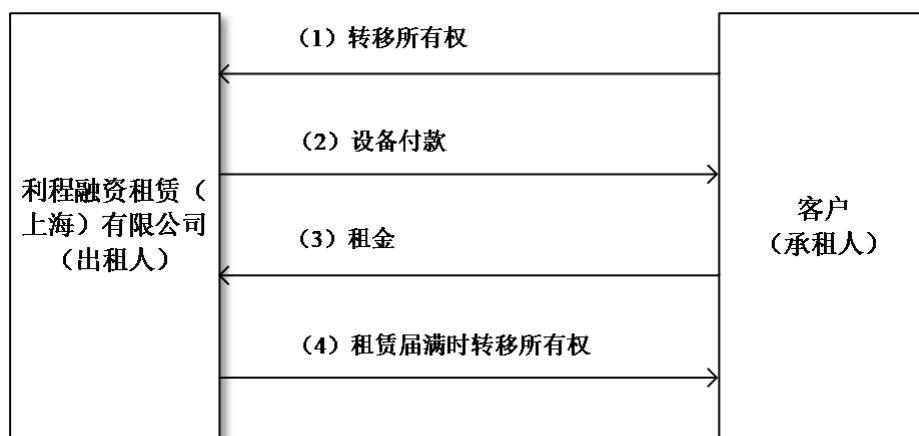 （1）转移所有权
（2）设备付款
利程融资租赁（
上海）有限公司
（出租人）
客户
（承租人）
（3）租金
（4）租赁届满时转移所有权